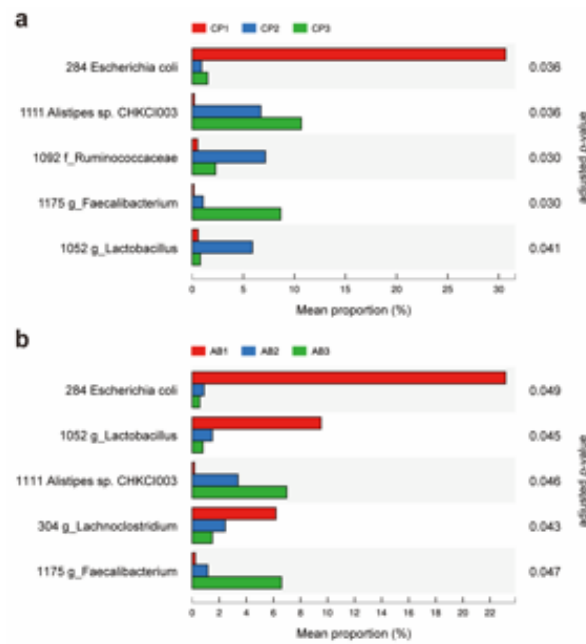 a
CP1 CP2 CP3
284 Escherichia coli 0.036
1111 Alistipes sp. CHKCI003 0.036
1092 f_Ruminococcaceae 0.030
1175 g_Faecalibacterium 0.030
1052 g_Lactobacillus 0.041
adjusted p-value
0 5 10 15 20 25 30
Mean proportion (%)
b
AB1 AB2 AB3
284 Escherichia coli 0.049
1052 g_Lactobacillus 0.045
1111 Alistipes sp. CHKCI003 0.046
304 g_Lachnoclostridium 0.043
1175 g_Faecalibacterium 0.047
adjusted p-value
0 2 4 6 8 10 12 14 16 18 20 22
Mean proportion (%)